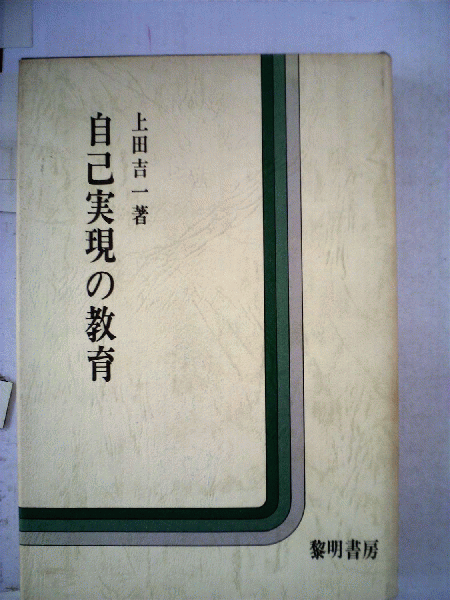 上田吉一著
自己実現の教育
黎明書房